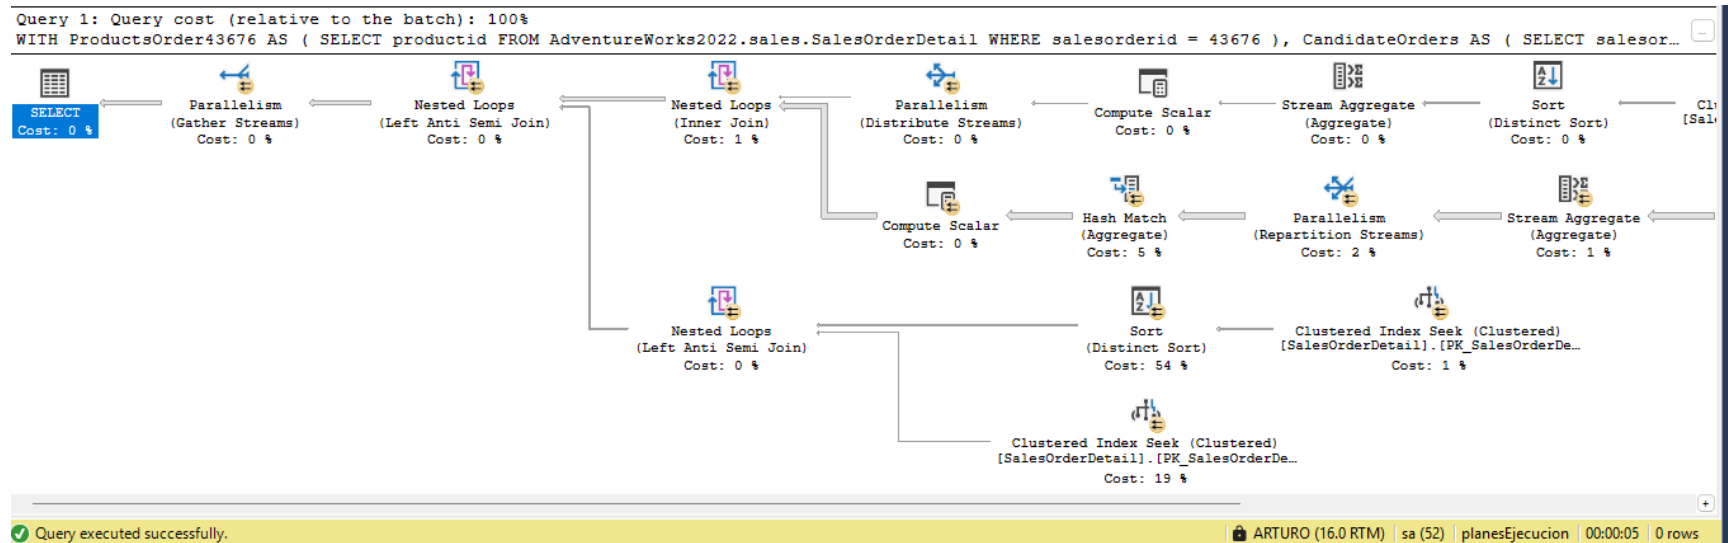 Query 1: Query cost (relative to the batch): 100%
WITH ProductsOrder43676 AS ( SELECT productid FROM AdventureWorks2022.sales.SalesOrderDetail WHERE salesorderid = 43676 ), CandidateOrders AS ( SELECT salesor…
SELECT
Cost: 0 %
Parallelism
(Gather Streams)
Cost: 0 %
Nested Loops
(Left Anti Semi Join)
Cost: 0 %
Nested Loops
(Inner Join)
Cost: 1 %
Parallelism
(Distribute Streams)
Cost: 0 %
Compute Scalar
Cost: 0 %
Stream Aggregate
(Aggregate)
Cost: 0 %
Sort
(Distinct Sort)
Cost: 0 %
Compute Scalar
Cost: 0 %
Hash Match
(Aggregate)
Cost: 5 %
Parallelism
(Repartition Streams)
Cost: 2 %
Stream Aggregate
(Aggregate)
Cost: 1 %
Nested Loops
(Left Anti Semi Join)
Cost: 0 %
Sort
(Distinct Sort)
Cost: 54 %
Clustered Index Seek (Clustered)
[SalesOrderDetail].[PK_SalesOrderDe…
Cost: 1 %
Clustered Index Seek (Clustered)
[SalesOrderDetail].[PK_SalesOrderDe…
Cost: 19 %
Query executed successfully.
ARTURO (16.0 RTM)
sa (52)
planesEjecucion
00:00:05
0 rows